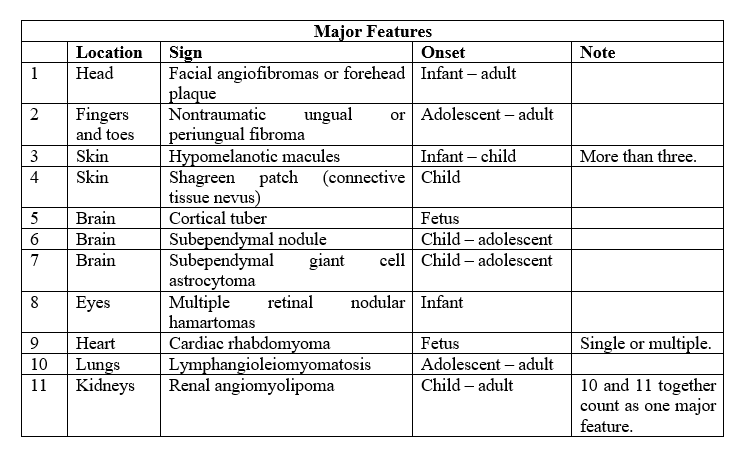 Major Features
Location Sign Onset Note
1 Head Facial angiofibromas or forehead plaque Infant – adult
2 Fingers and toes Nontraumatic ungual or periungual fibroma Adolescent – adult
3 Skin Hypomelanotic macules Infant – child More than three.
4 Skin Shagreen patch (connective tissue nevus) Child
5 Brain Cortical tuber Fetus
6 Brain Subependymal nodule Child – adolescent
7 Brain Subependymal giant cell astrocytoma Child – adolescent
8 Eyes Multiple retinal nodular hamartomas Infant
9 Heart Cardiac rhabdomyoma Fetus Single or multiple.
10 Lungs Lymphangioleiomyomatosis Adolescent – adult
11 Kidneys Renal angiomyolipoma Child – adult 10 and 11 together count as one major feature.